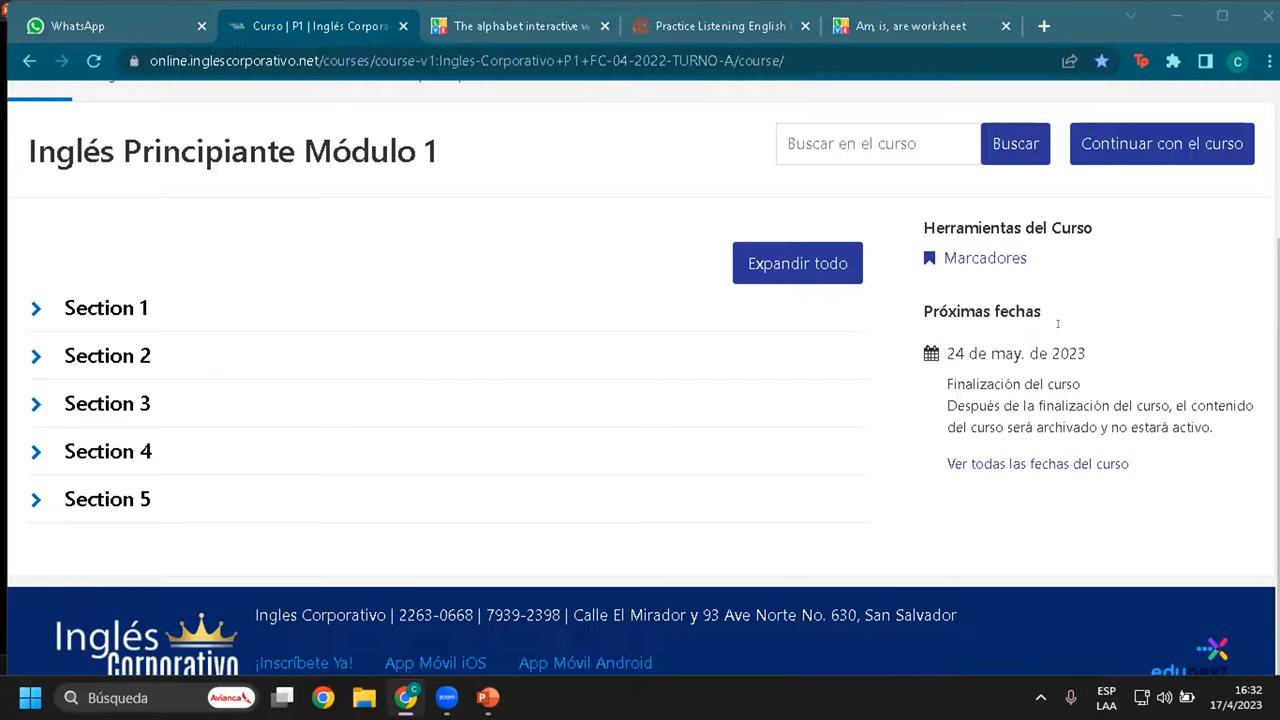 WhatsApp
Curso | P1 | Inglés Corpora
The alphabet interactive w
Practice Listening English
Am, is, are worksheet
online.inglescorporativo.net/courses/course-v1:Ingles-Corporativo+P1+FC-04-2022-TURNO-A/course/
Inglés Principiante Módulo 1
Buscar en el curso
Buscar
Continuar con el curso
Herramientas del Curso
Marcadores
Expandir todo
Section 1
Section 2
Section 3
Section 4
Section 5
Próximas fechas
24 de may. de 2023
Finalización del curso
Después de la finalización del curso, el contenido
del curso será archivado y no estará activo.
Ver todas las fechas del curso
Inglés
Corporativo
Ingles Corporativo | 2263-0668 | 7939-2398 | Calle El Mirador y 93 Ave Norte No. 630, San Salvador
¡Inscríbete Ya!
App Móvil iOS
App Móvil Android
edunext
Búsqueda
Avianca
zoom
ESP
LAA
16:32
17/4/2023